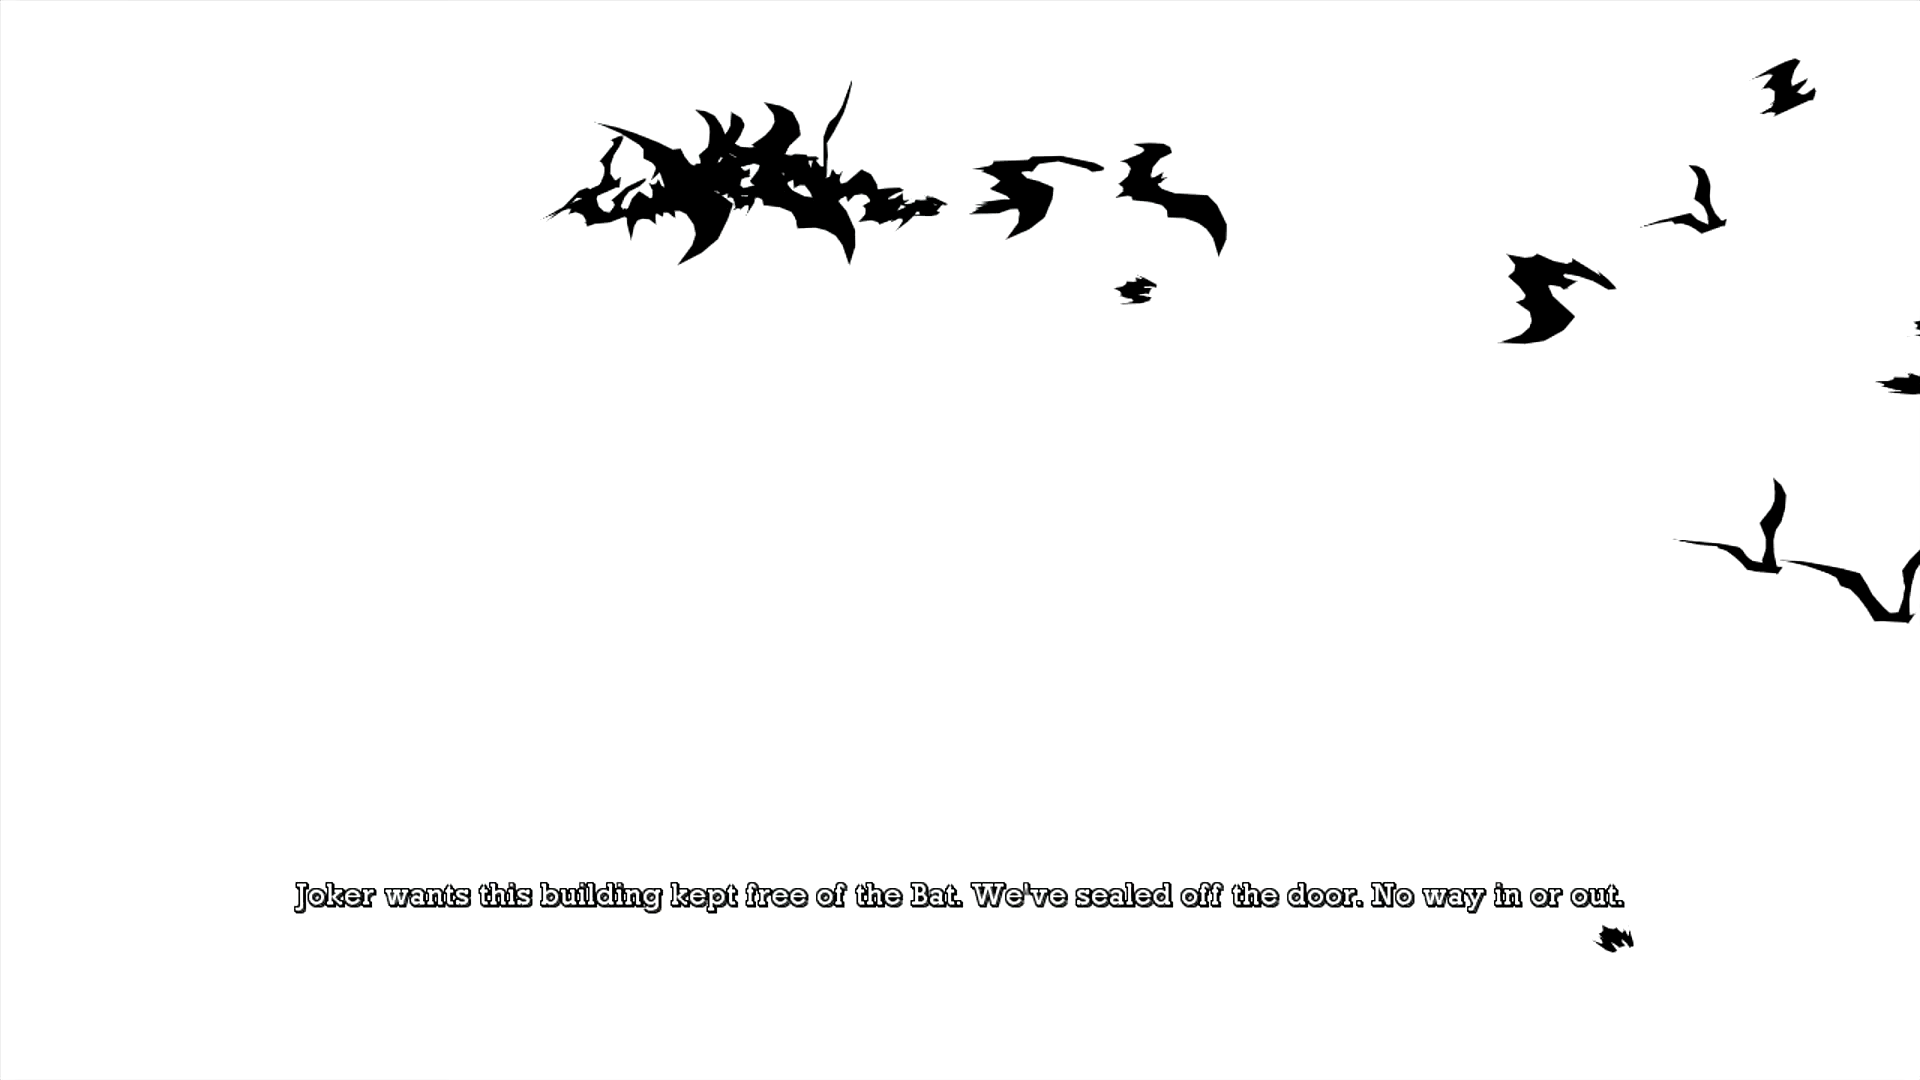 Joker wants this building kept free of the Bat. We've sealed off the door. No way in or out.